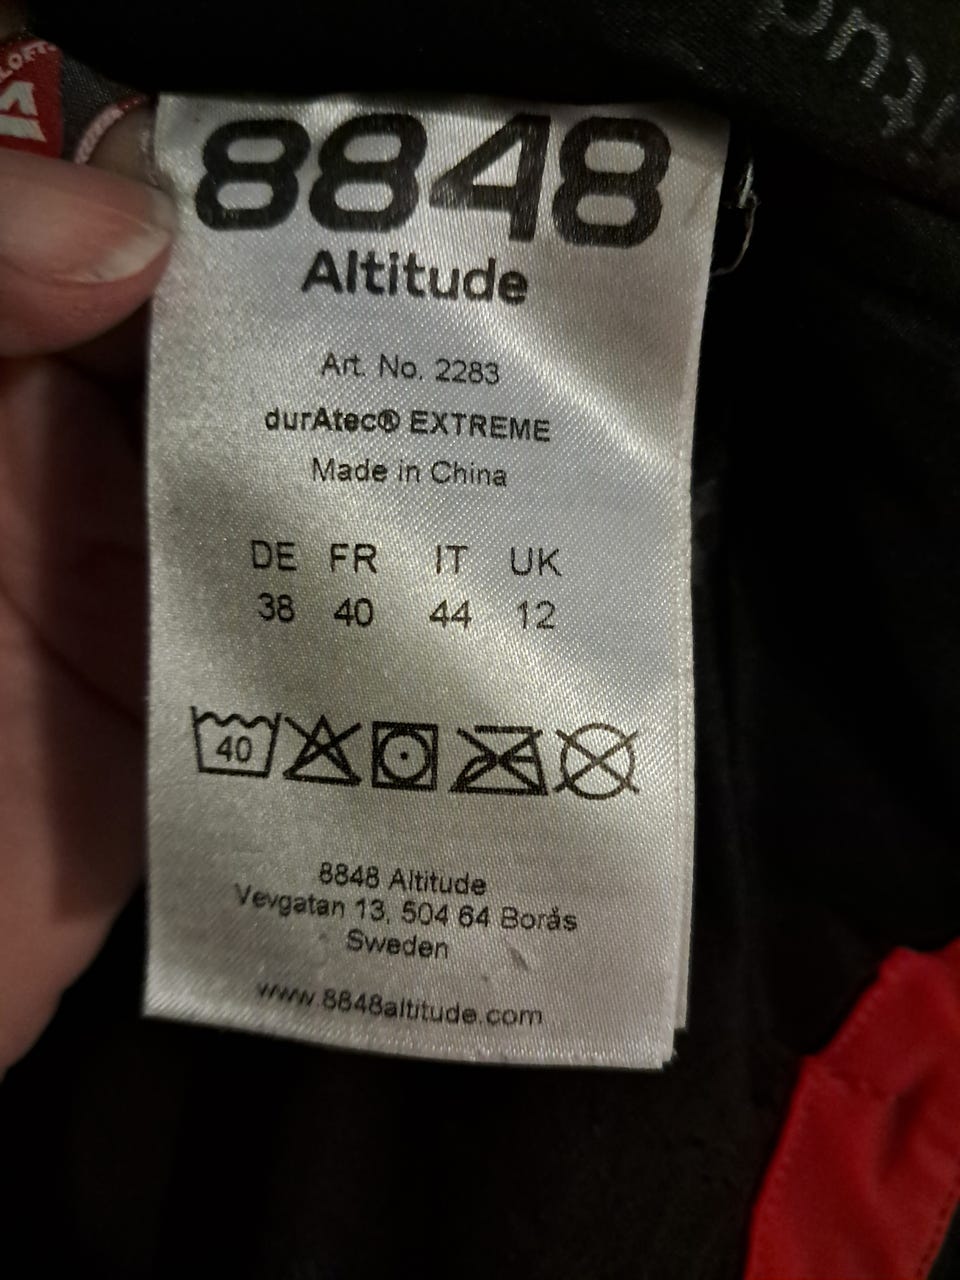 8848
Altitude
Art. No. 2283
durAtec® EXTREME
Made in China
DE FR IT UK
38 40 44 12
40
8848 Altitude
Vevgatan 13, 504 64 Borås
Sweden
www.8848altitude.com